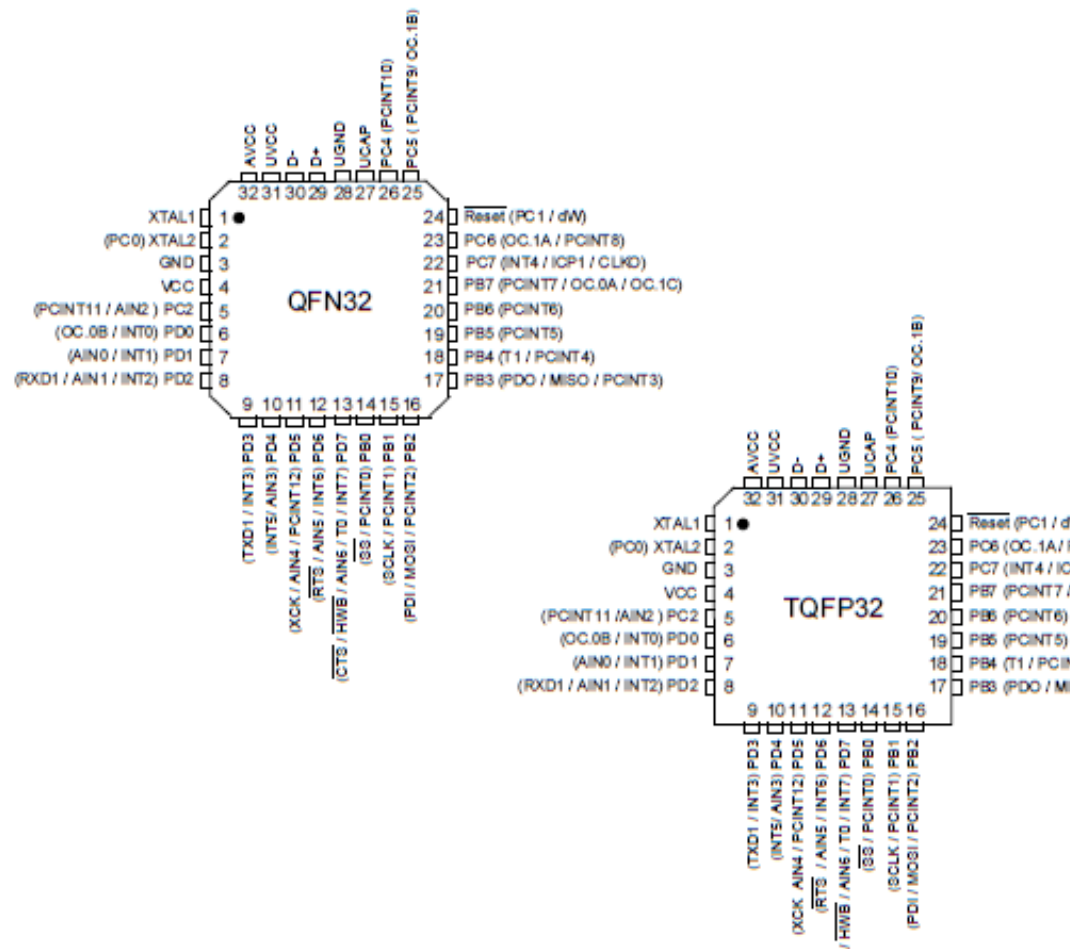 AVCC
UVCC
D-
D+
UGND
UCAP
PC4 (PCINT10)
PC5 ( PCINT9/ OC.1B)
32 31 30 29 28 27 26 25
XTAL1 1
(PC0) XTAL2 2
GND 3
VCC 4
(PCINT11 / AIN2 ) PC2 5
(OC.0B / INT0) PD0 6
(AIN0 / INT1) PD1 7
(RXD1 / AIN1 / INT2) PD2 8
QFN32
24 Reset (PC1 / dW)
23 PC6 (OC.1A / PCINT8)
22 PC7 (INT4 / ICP1 / CLKO)
21 PB7 (PCINT7 / OC.0A / OC.1C)
20 PB6 (PCINT6)
19 PB5 (PCINT5)
18 PB4 (T1 / PCINT4)
17 PB3 (PDO / MISO / PCINT3)
9 10 11 12 13 14 15 16
(TXD1 / INT3) PD3
(INT5/ AIN3) PD4
(XCK / AIN4 / PCINT12) PD5
(RTS / AIN5 / INT6) PD6
(CTS / HWB / AIN6 / T0 / INT7) PD7
(SS / PCINT0) PB0
(SCLK / PCINT1) PB1
(PDI / MOSI / PCINT2) PB2
AVCC
UVCC
D-
D+
UGND
UCAP
PC4 (PCINT10)
PC5 ( PCINT9/ OC.1B)
32 31 30 29 28 27 26 25
XTAL1 1
(PC0) XTAL2 2
GND 3
VCC 4
(PCINT11 /AIN2 ) PC2 5
(OC.0B / INT0) PD0 6
(AIN0 / INT1) PD1 7
(RXD1 / AIN1 / INT2) PD2 8
TQFP32
24 Reset (PC1 / d
23 PC6 (OC.1A /
22 PC7 (INT4 / IC
21 PB7 (PCINT7 /
20 PB6 (PCINT6)
19 PB5 (PCINT5)
18 PB4 (T1 / PCIN
17 PB3 (PDO / MI
9 10 11 12 13 14 15 16
(TXD1 / INT3) PD3
(INT5/ AIN3) PD4
(XCK AIN4 / PCINT12) PD5
(RTS / AIN5 / INT6) PD6
/ HWB / AIN6 / T0 / INT7) PD7
(SS / PCINT0) PB0
(SCLK / PCINT1) PB1
(PDI / MOSI / PCINT2) PB2